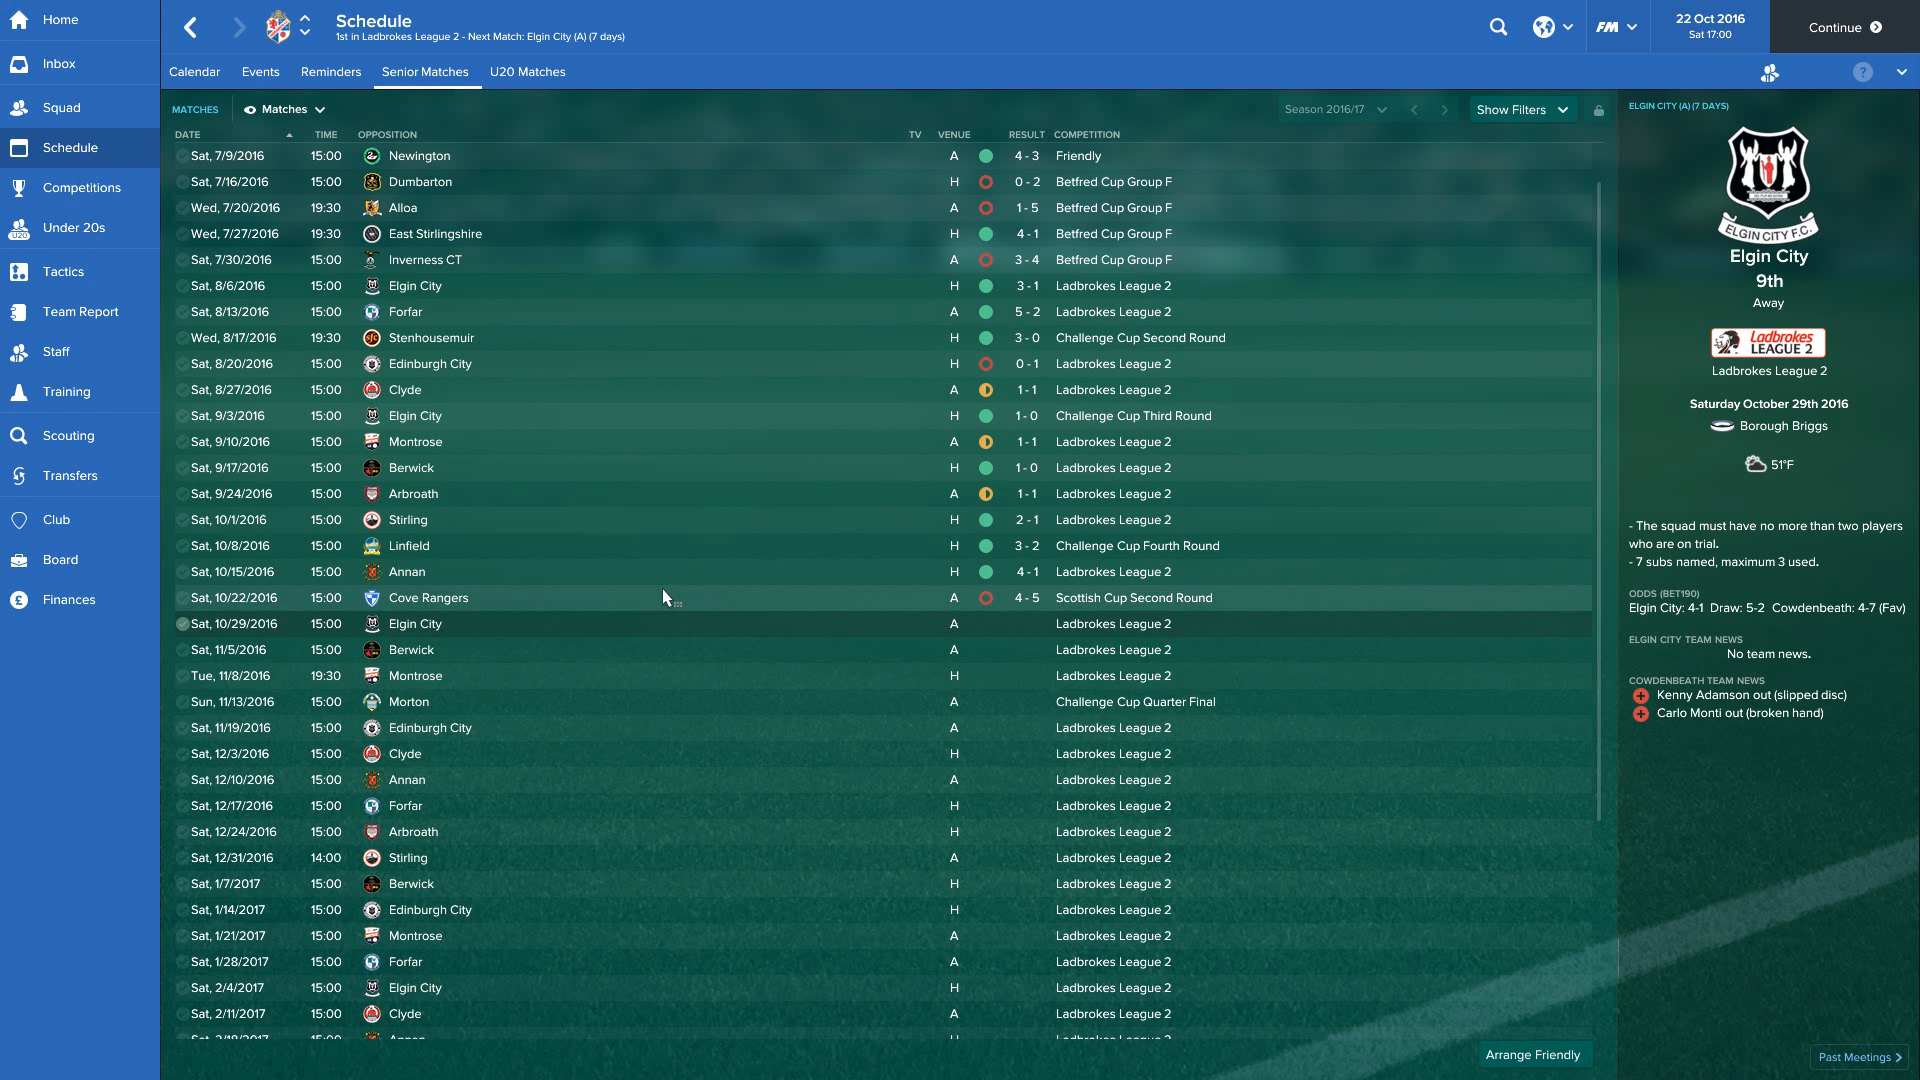 Home
Inbox
Squad
Schedule
Competitions
U20 Under 20s
Tactics
Team Report
Staff
Training
Scouting
Transfers
Club
Board
£ Finances
Schedule
1st in Ladbrokes League 2 - Next Match: Elgin City (A) (7 days)
FM
22 Oct 2016
Sat 17:00
Continue
Calendar Events Reminders Senior Matches U20 Matches
?
MATCHES Matches Season 2016/17 Show Filters
DATE TIME OPPOSITION TV VENUE RESULT COMPETITION
Sat, 7/9/2016 15:00 Newington A 4 - 3 Friendly
Sat, 7/16/2016 15:00 Dumbarton H 0 - 2 Betfred Cup Group F
Wed, 7/20/2016 19:30 Alloa A 1 - 5 Betfred Cup Group F
Wed, 7/27/2016 19:30 East Stirlingshire H 4 - 1 Betfred Cup Group F
Sat, 7/30/2016 15:00 Inverness CT A 3 - 4 Betfred Cup Group F
Sat, 8/6/2016 15:00 Elgin City H 3 - 1 Ladbrokes League 2
Sat, 8/13/2016 15:00 Forfar A 5 - 2 Ladbrokes League 2
Wed, 8/17/2016 19:30 Stenhousemuir H 3 - 0 Challenge Cup Second Round
Sat, 8/20/2016 15:00 Edinburgh City H 0 - 1 Ladbrokes League 2
Sat, 8/27/2016 15:00 Clyde A 1 - 1 Ladbrokes League 2
Sat, 9/3/2016 15:00 Elgin City H 1 - 0 Challenge Cup Third Round
Sat, 9/10/2016 15:00 Montrose A 1 - 1 Ladbrokes League 2
Sat, 9/17/2016 15:00 Berwick H 1 - 0 Ladbrokes League 2
Sat, 9/24/2016 15:00 Arbroath A 1 - 1 Ladbrokes League 2
Sat, 10/1/2016 15:00 Stirling H 2 - 1 Ladbrokes League 2
Sat, 10/8/2016 15:00 Linfield H 3 - 2 Challenge Cup Fourth Round
Sat, 10/15/2016 15:00 Annan H 4 - 1 Ladbrokes League 2
Sat, 10/22/2016 15:00 Cove Rangers A 4 - 5 Scottish Cup Second Round
Sat, 10/29/2016 15:00 Elgin City A Ladbrokes League 2
Sat, 11/5/2016 15:00 Berwick A Ladbrokes League 2
Tue, 11/8/2016 19:30 Montrose H Ladbrokes League 2
Sun, 11/13/2016 15:00 Morton A Challenge Cup Quarter Final
Sat, 11/19/2016 15:00 Edinburgh City A Ladbrokes League 2
Sat, 12/3/2016 15:00 Clyde H Ladbrokes League 2
Sat, 12/10/2016 15:00 Annan A Ladbrokes League 2
Sat, 12/17/2016 15:00 Forfar H Ladbrokes League 2
Sat, 12/24/2016 15:00 Arbroath H Ladbrokes League 2
Sat, 12/31/2016 14:00 Stirling A Ladbrokes League 2
Sat, 1/7/2017 15:00 Berwick H Ladbrokes League 2
Sat, 1/14/2017 15:00 Edinburgh City H Ladbrokes League 2
Sat, 1/21/2017 15:00 Montrose A Ladbrokes League 2
Sat, 1/28/2017 15:00 Forfar A Ladbrokes League 2
Sat, 2/4/2017 15:00 Elgin City H Ladbrokes League 2
Sat, 2/11/2017 15:00 Clyde A Ladbrokes League 2
Sat, 2/18/2017 15:00 Annan H Ladbrokes League 2
Arrange Friendly
ELGIN CITY (A) (7 DAYS)
ELGIN CITY F.C.
Elgin City
9th
Away
Ladbrokes
LEAGUE 2
Ladbrokes League 2
Saturday October 29th 2016
Borough Briggs
51°F
- The squad must have no more than two players
who are on trial.
- 7 subs named, maximum 3 used.
ODDS (BET190)
Elgin City: 4-1 Draw: 5-2 Cowdenbeath: 4-7 (Fav)
ELGIN CITY TEAM NEWS
No team news.
COWDENBEATH TEAM NEWS
Kenny Adamson out (slipped disc)
Carlo Monti out (broken hand)
Past Meetings